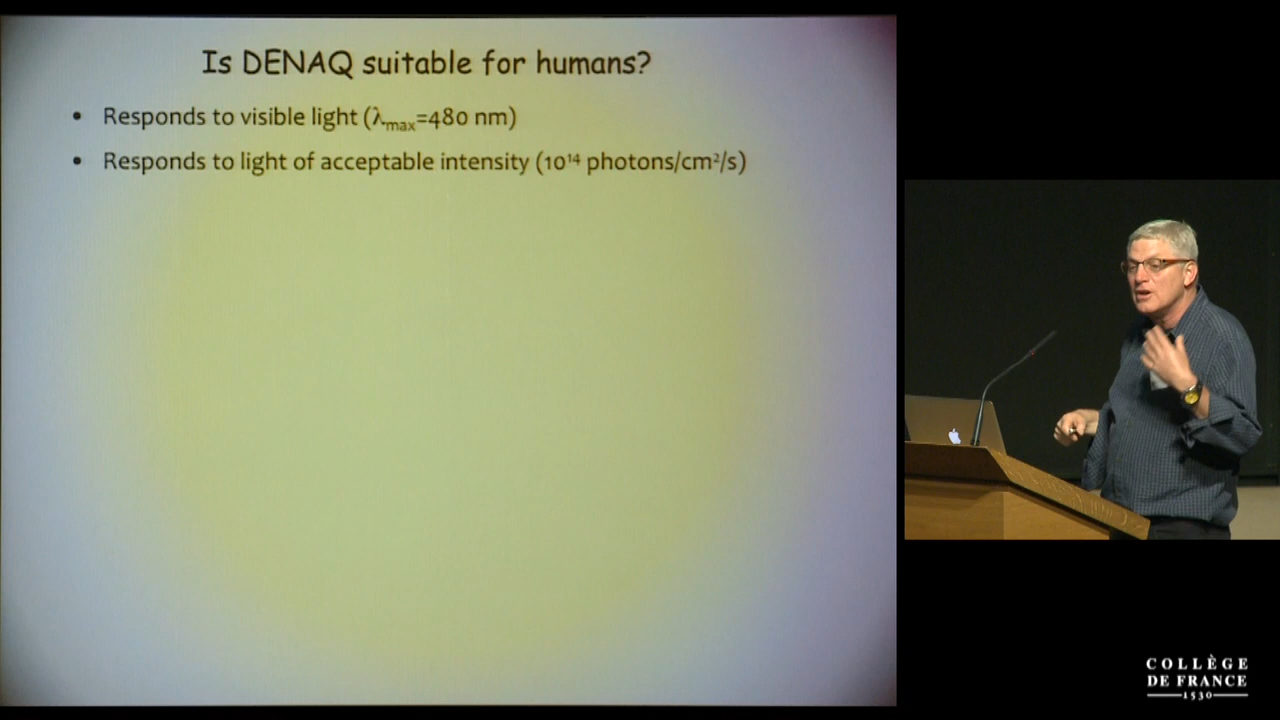 Is DENAQ suitable for humans?
• Responds to visible light (λmax=480 nm)
• Responds to light of acceptable intensity (10¹⁴ photons/cm²/s)
COLLÈGE
DE FRANCE
1530